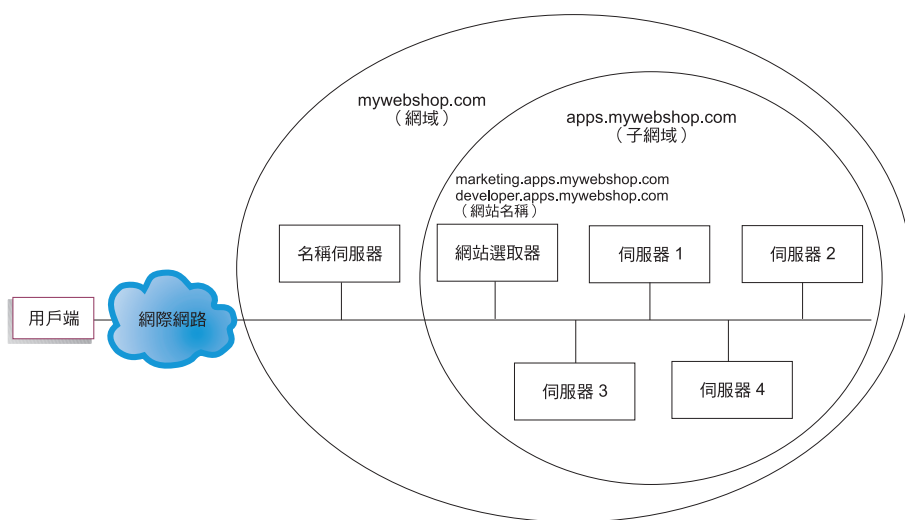 mywebshop.com
（網域）
apps.mywebshop.com
（子網域）
marketing.apps.mywebshop.com
developer.apps.mywebshop.com
（網站名稱）
名稱伺服器
網站選取器
伺服器 1
伺服器 2
用戶端
網際網路
伺服器 3
伺服器 4